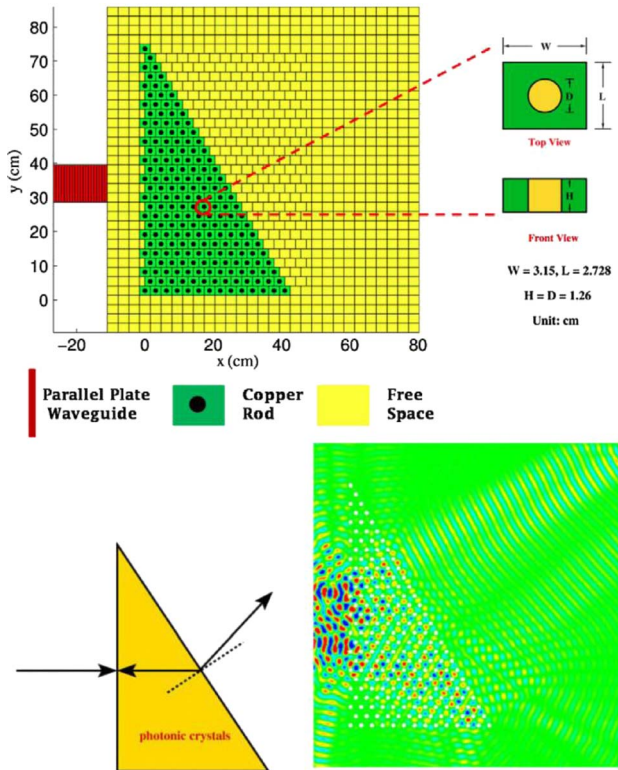 80
70
60
50
40
30
20
10
0
y (cm)
−20
0
20
40
60
80
x (cm)
W
D
L
Top View
H
Front View
W = 3.15, L = 2.728
H = D = 1.26
Unit: cm
Parallel Plate
Waveguide
Copper
Rod
Free
Space
photonic crystals